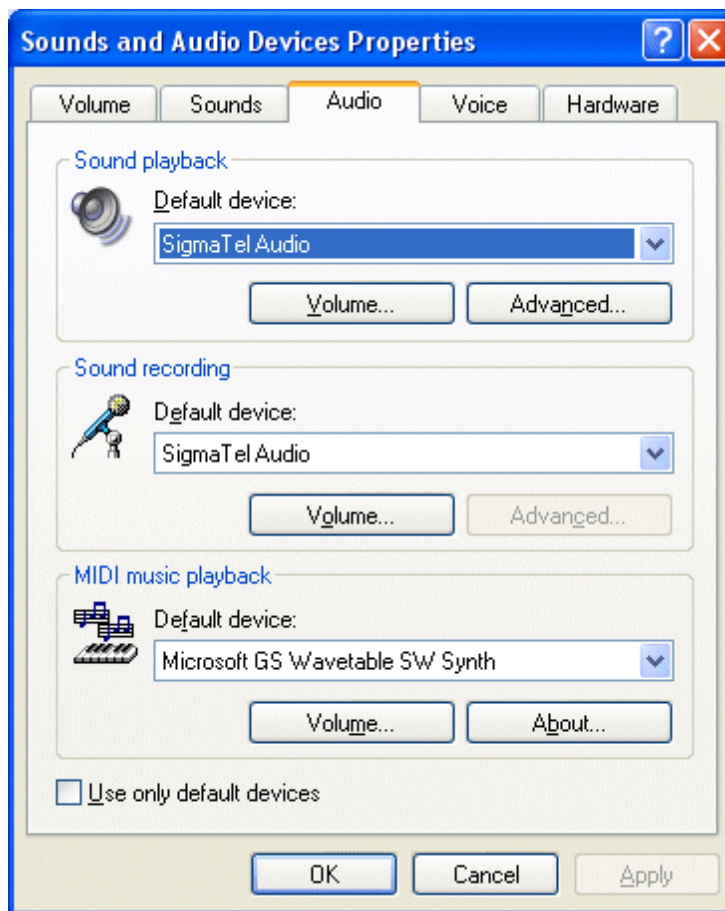 Sounds and Audio Devices Properties
Volume Sounds Audio Voice Hardware
Sound playback
Default device:
SigmaTel Audio
Volume... Advanced...
Sound recording
Default device:
SigmaTel Audio
Volume... Advanced...
MIDI music playback
Default device:
Microsoft GS Wavetable SW Synth
Volume... About...
Use only default devices
OK Cancel Apply